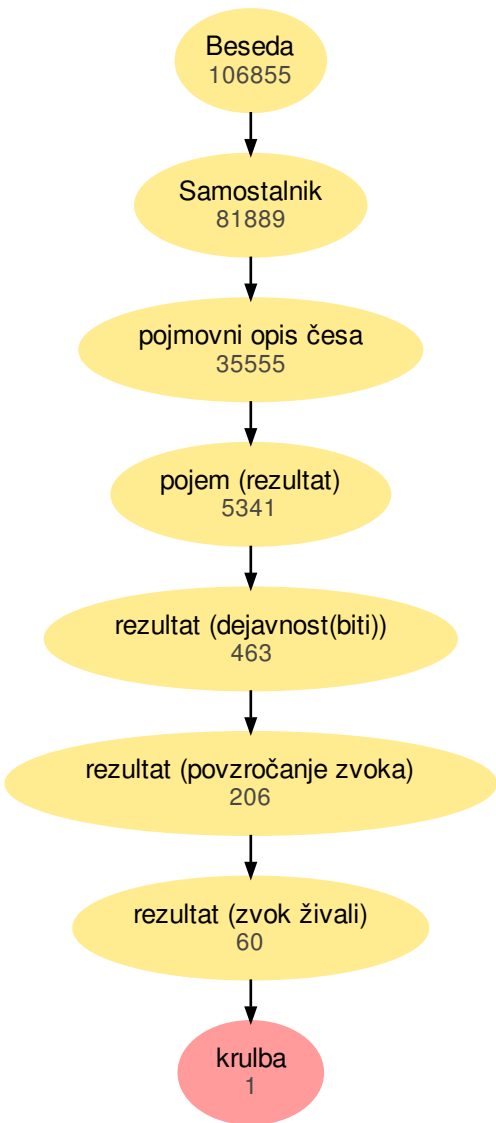 Beseda
106855
Samostalnik
81889
pojmovni opis česa
35555
pojem (rezultat)
5341
rezultat (dejavnost(biti))
463
rezultat (povzročanje zvoka)
206
rezultat (zvok živali)
60
krulba
1